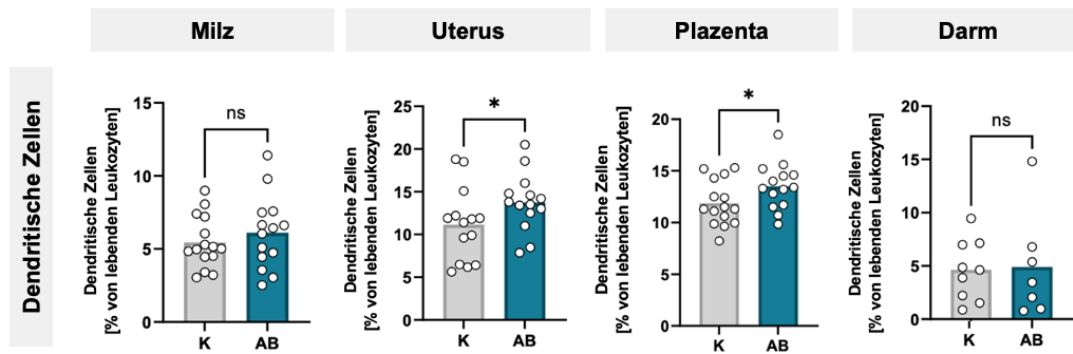 Milz
Uterus
Plazenta
Darm
Dendritische Zellen
Dendritische Zellen
[% von lebenden Leukozyten]
15
10
5
0
ns
K
AB
Dendritische Zellen
[% von lebenden Leukozyten]
25
20
15
10
5
0
*
K
AB
Dendritische Zellen
[% von lebenden Leukozyten]
20
15
10
5
0
*
K
AB
Dendritische Zellen
[% von lebenden Leukozyten]
20
15
10
5
0
ns
K
AB